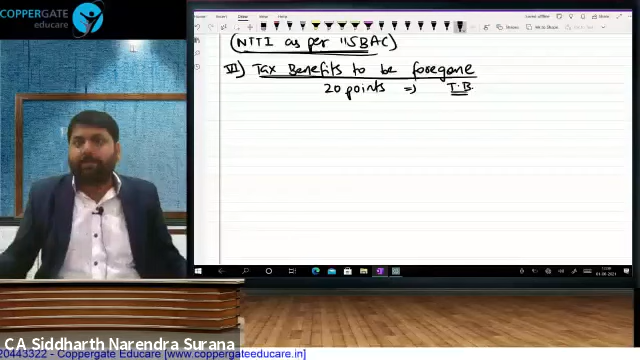 COPPERGATE
educare
(NTTI as per 115BAC)
VI) Tax Benefits to be foregone
20 points => T.B.
CA Siddharth Narendra Surana
20443322 - Coppergate Educare [www.coppergateeducare.in]